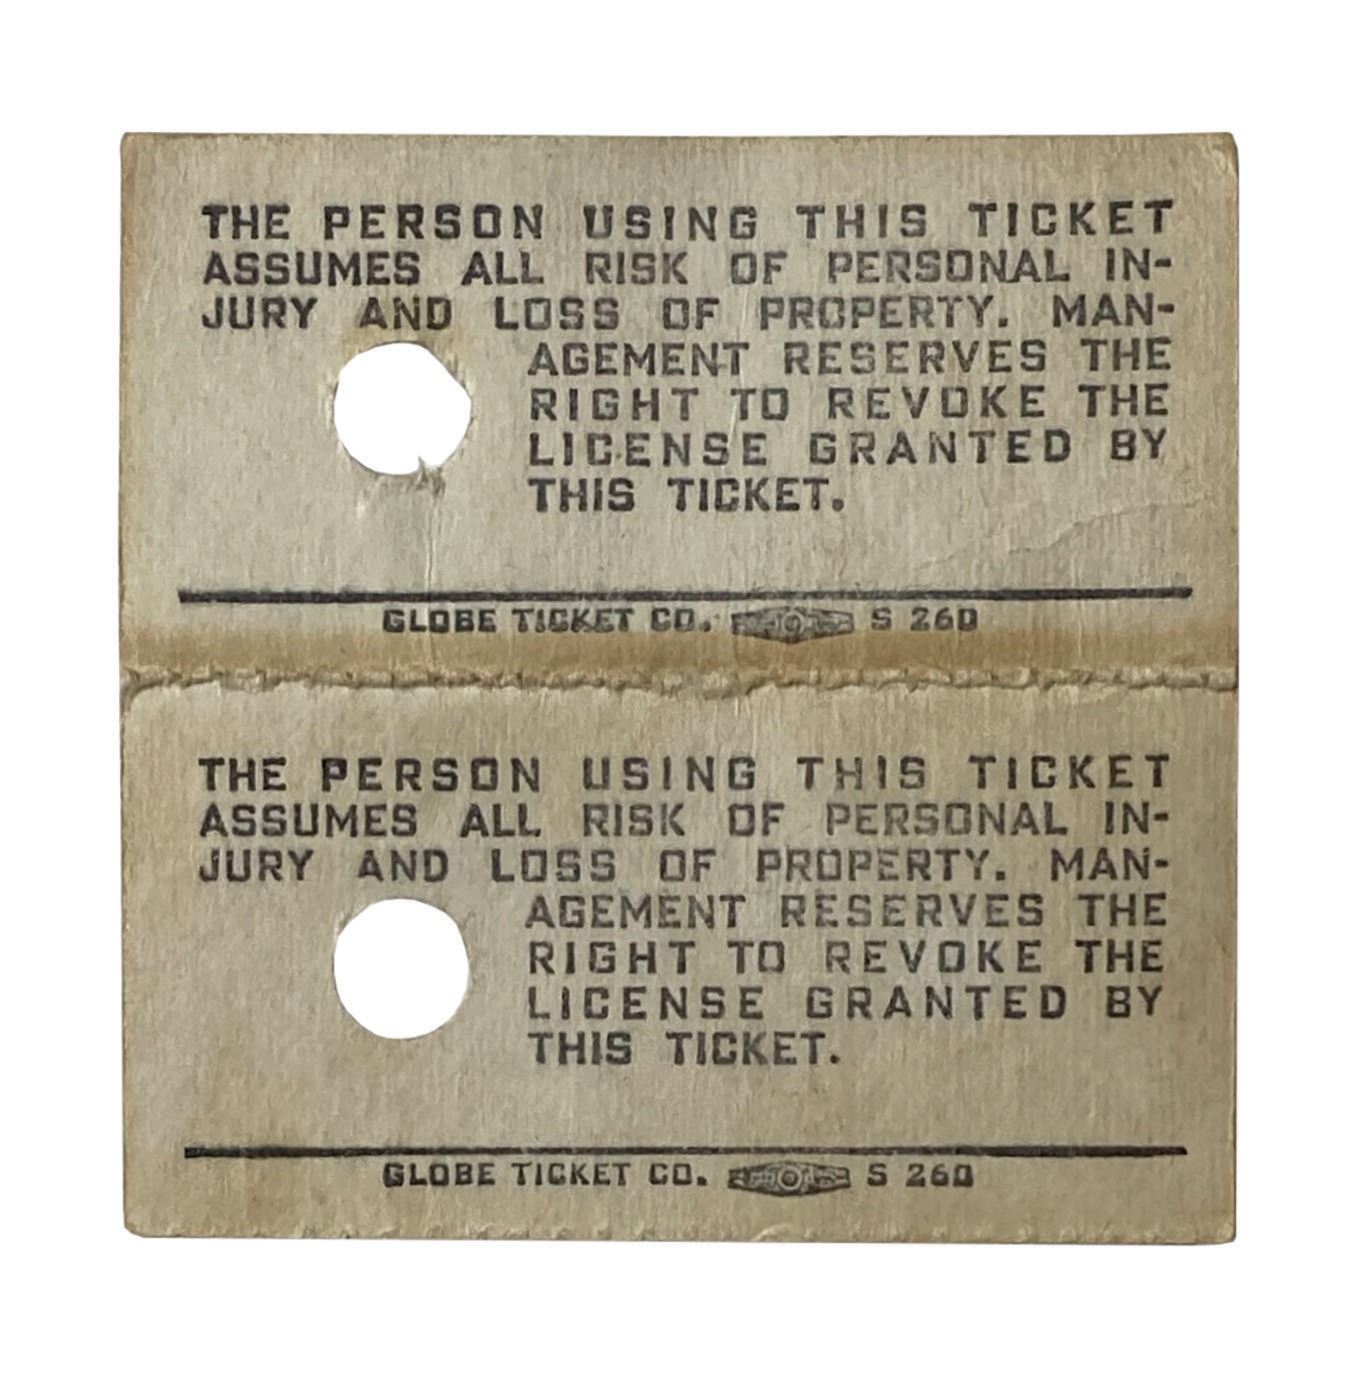 THE PERSON USING THIS TICKET
ASSUMES ALL RISK OF PERSONAL IN-
JURY AND LOSS OF PROPERTY. MAN-
AGEMENT RESERVES THE
RIGHT TO REVOKE THE
LICENSE GRANTED BY
THIS TICKET.
GLOBE TICKET CO. S 260
THE PERSON USING THIS TICKET
ASSUMES ALL RISK OF PERSONAL IN-
JURY AND LOSS OF PROPERTY. MAN-
AGEMENT RESERVES THE
RIGHT TO REVOKE THE
LICENSE GRANTED BY
THIS TICKET.
GLOBE TICKET CO. S 260